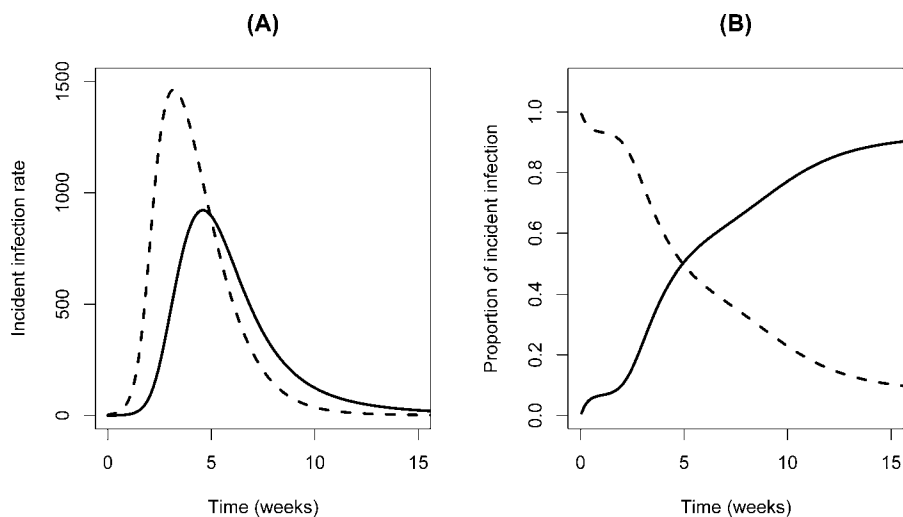 (A)
Incident infection rate
1500
1000
500
0
0 5 10 15
Time (weeks)
(B)
Proportion of incident infection
1.0
0.8
0.6
0.4
0.2
0.0
0 5 10 15
Time (weeks)